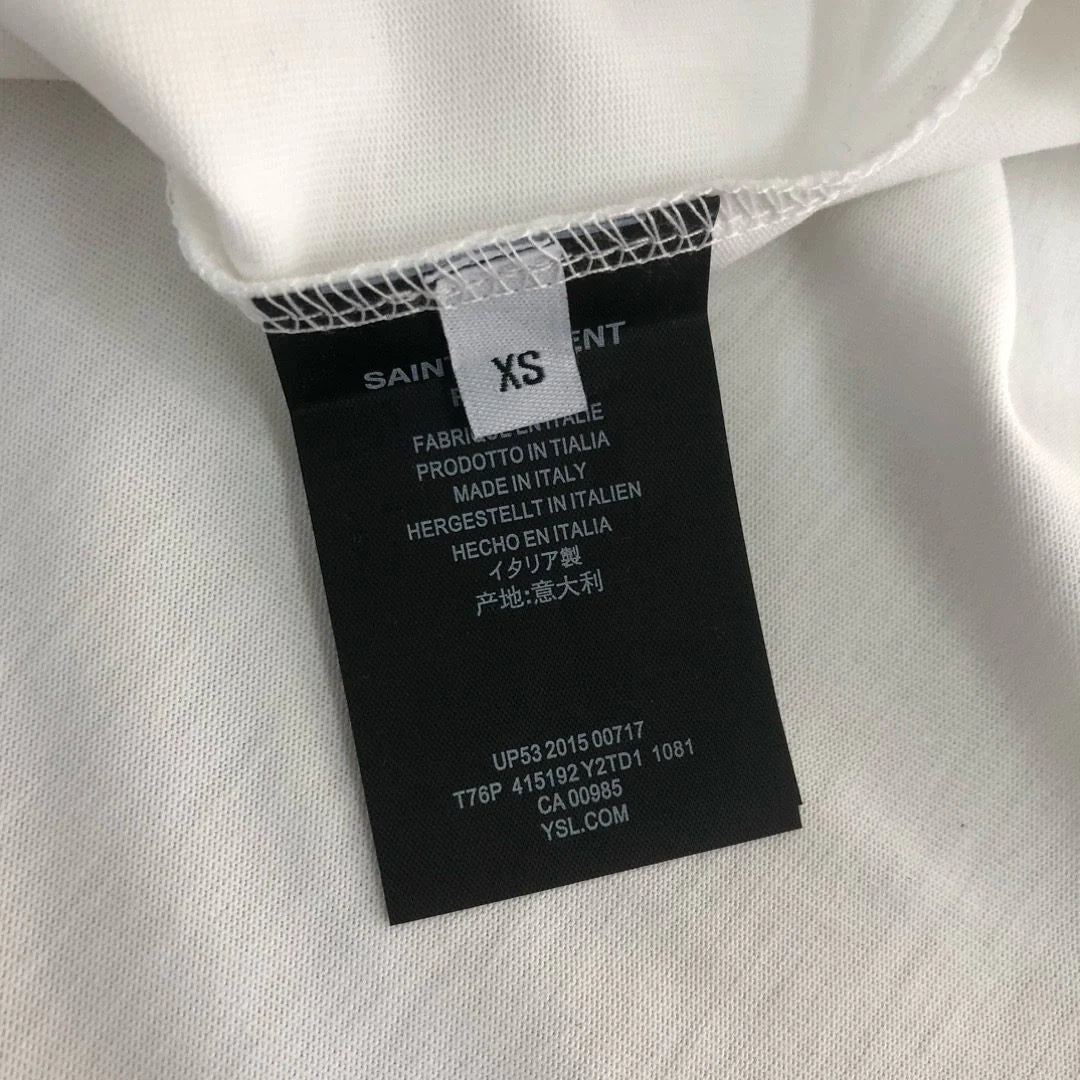 SAINT ENT
XS
FABRIQUE EN ITALIE
PRODOTTO IN TIALIA
MADE IN ITALY
HERGESTELLT IN ITALIEN
HECHO EN ITALIA
イタリア製
产地:意大利
UP53 2015 00717
T76P 415192 Y2TD1 1081
CA 00985
YSL.COM